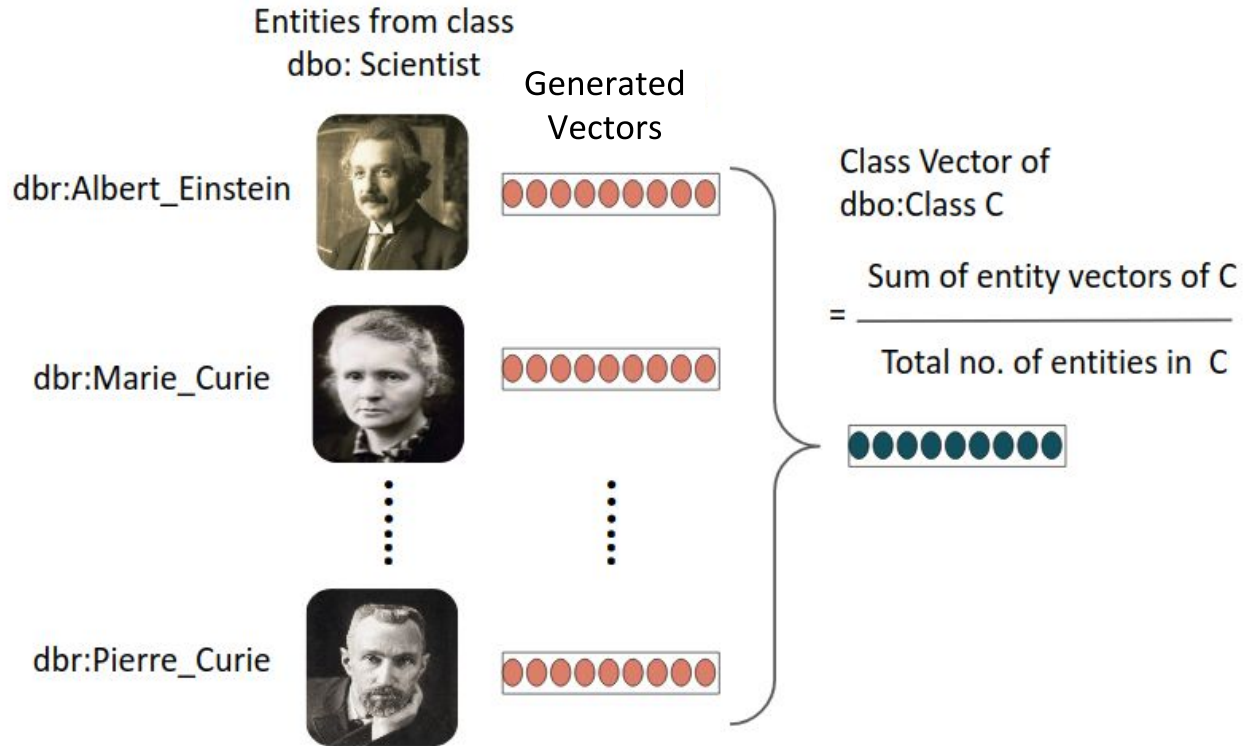 Entities from class
dbo: Scientist
Generated
Vectors
dbr:Albert_Einstein
dbr:Marie_Curie
dbr:Pierre_Curie
Class Vector of
dbo:Class C
Sum of entity vectors of C
=
Total no. of entities in C